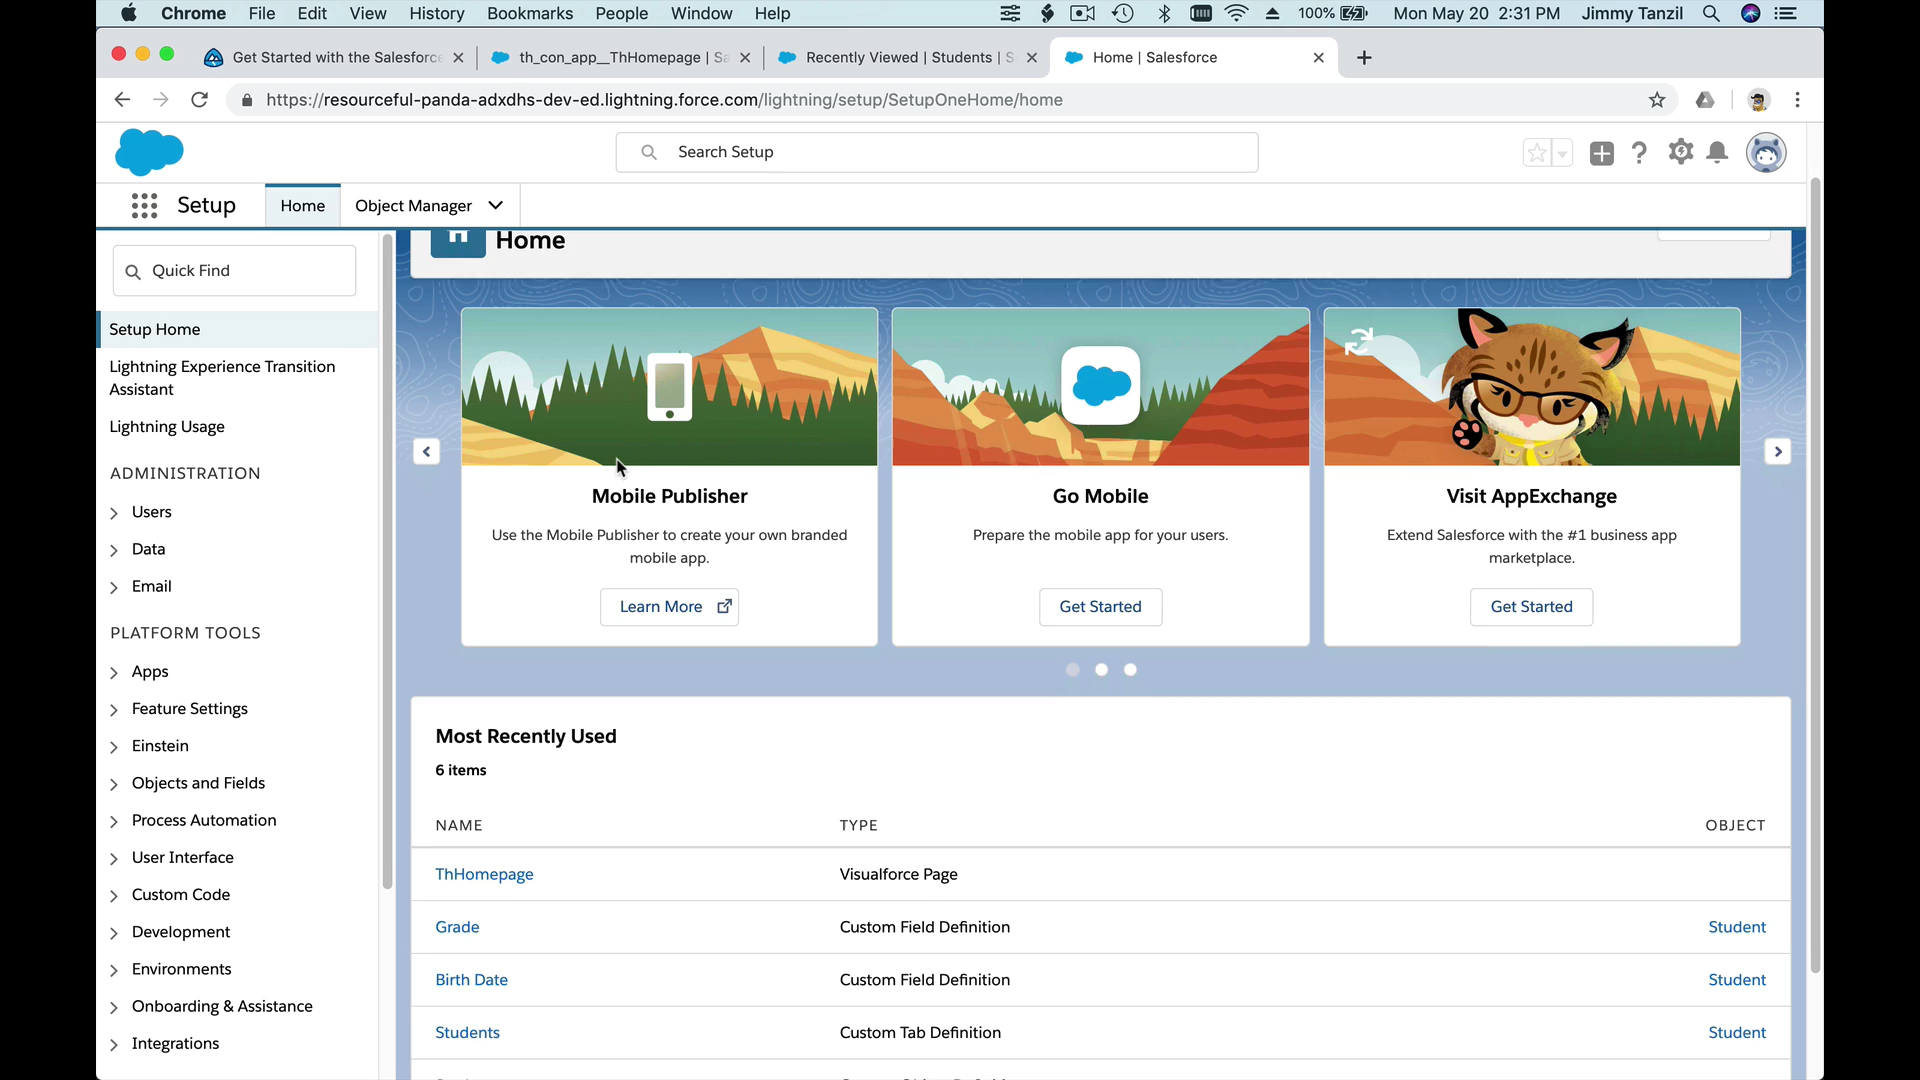 Chrome File Edit View History Bookmarks People Window Help 100% Mon May 20 2:31 PM Jimmy Tanzil
Get Started with the Salesforce
th_con_app__ThHomepage | Sa
Recently Viewed | Students | S
Home | Salesforce
https://resourceful-panda-adxdhs-dev-ed.lightning.force.com/lightning/setup/SetupOneHome/home
Search Setup
Setup Home Object Manager
Home
Quick Find
Setup Home
Lightning Experience Transition
Assistant
Lightning Usage
ADMINISTRATION
Users
Data
Email
PLATFORM TOOLS
Apps
Feature Settings
Einstein
Objects and Fields
Process Automation
User Interface
Custom Code
Development
Environments
Onboarding & Assistance
Integrations
Mobile Publisher
Use the Mobile Publisher to create your own branded
mobile app.
Learn More
Go Mobile
Prepare the mobile app for your users.
Get Started
Visit AppExchange
Extend Salesforce with the #1 business app
marketplace.
Get Started
Most Recently Used
6 items
NAME TYPE OBJECT
ThHomepage Visualforce Page
Grade Custom Field Definition Student
Birth Date Custom Field Definition Student
Students Custom Tab Definition Student